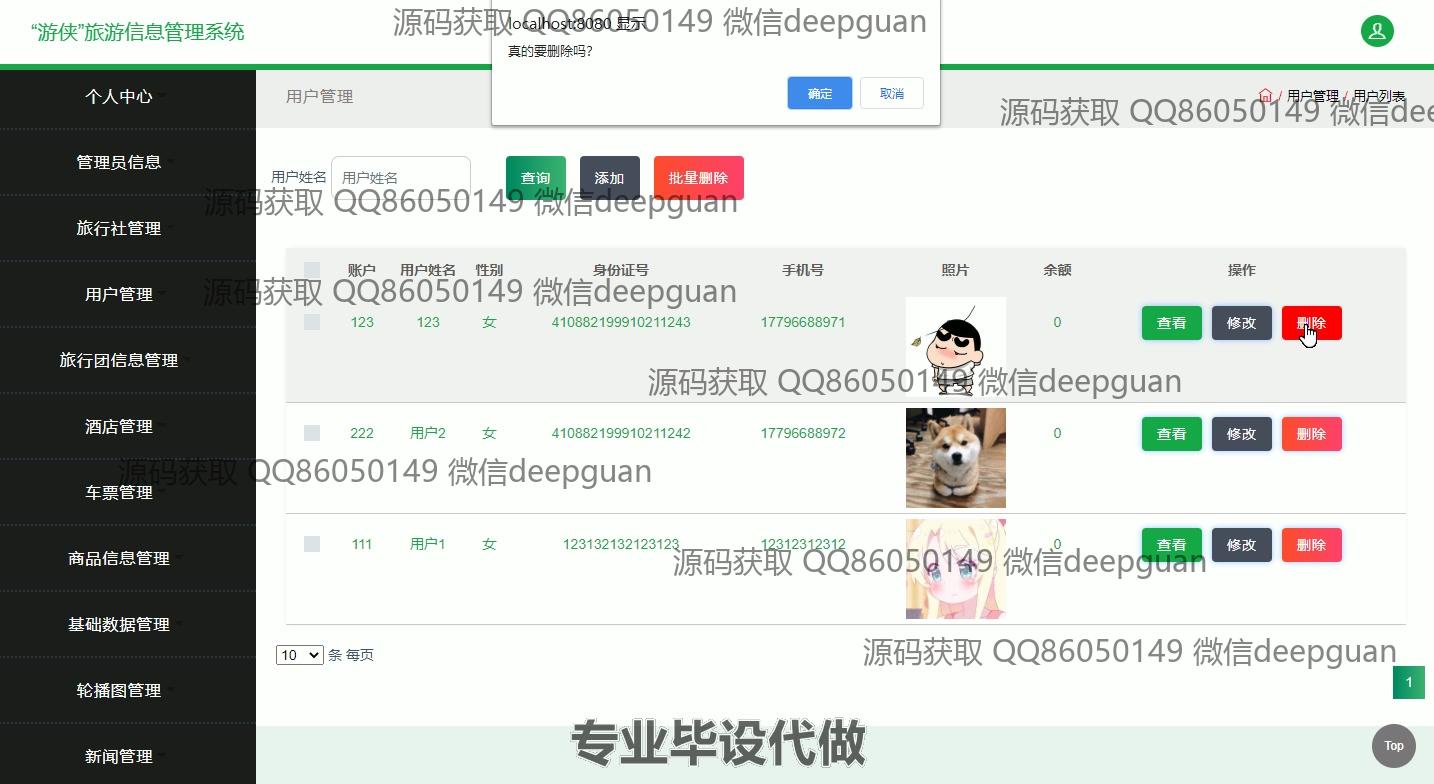 “游侠”旅游信息管理系统
源码获取 QQ86050149 微信deepguan
localhost:8080 显示
真的要删除吗?
确定
取消
个人中心
管理员信息
旅行社管理
用户管理
旅行团信息管理
酒店管理
车票管理
商品信息管理
基础数据管理
轮播图管理
新闻管理
用户管理
/ 用户管理 / 用户列表
源码获取 QQ86050149 微信dee
用户姓名 用户姓名 查询 添加 批量删除
源码获取 QQ86050149 微信deepguan
账户 用户姓名 性别 身份证号 手机号 照片 余额 操作
源码获取 QQ86050149 微信deepguan
123 123 女 410882199910211243 17796688971 0 查看 修改 删除
源码获取 QQ86050149 微信deepguan
222 用户2 女 410882199910211242 17796688972 0 查看 修改 删除
源码获取 QQ86050149 微信deepguan
111 用户1 女 123132132123123 12312312312 0 查看 修改 删除
源码获取 QQ86050149 微信deepguan
10 条 每页
源码获取 QQ86050149 微信deepguan
1
专业毕设代做
Top